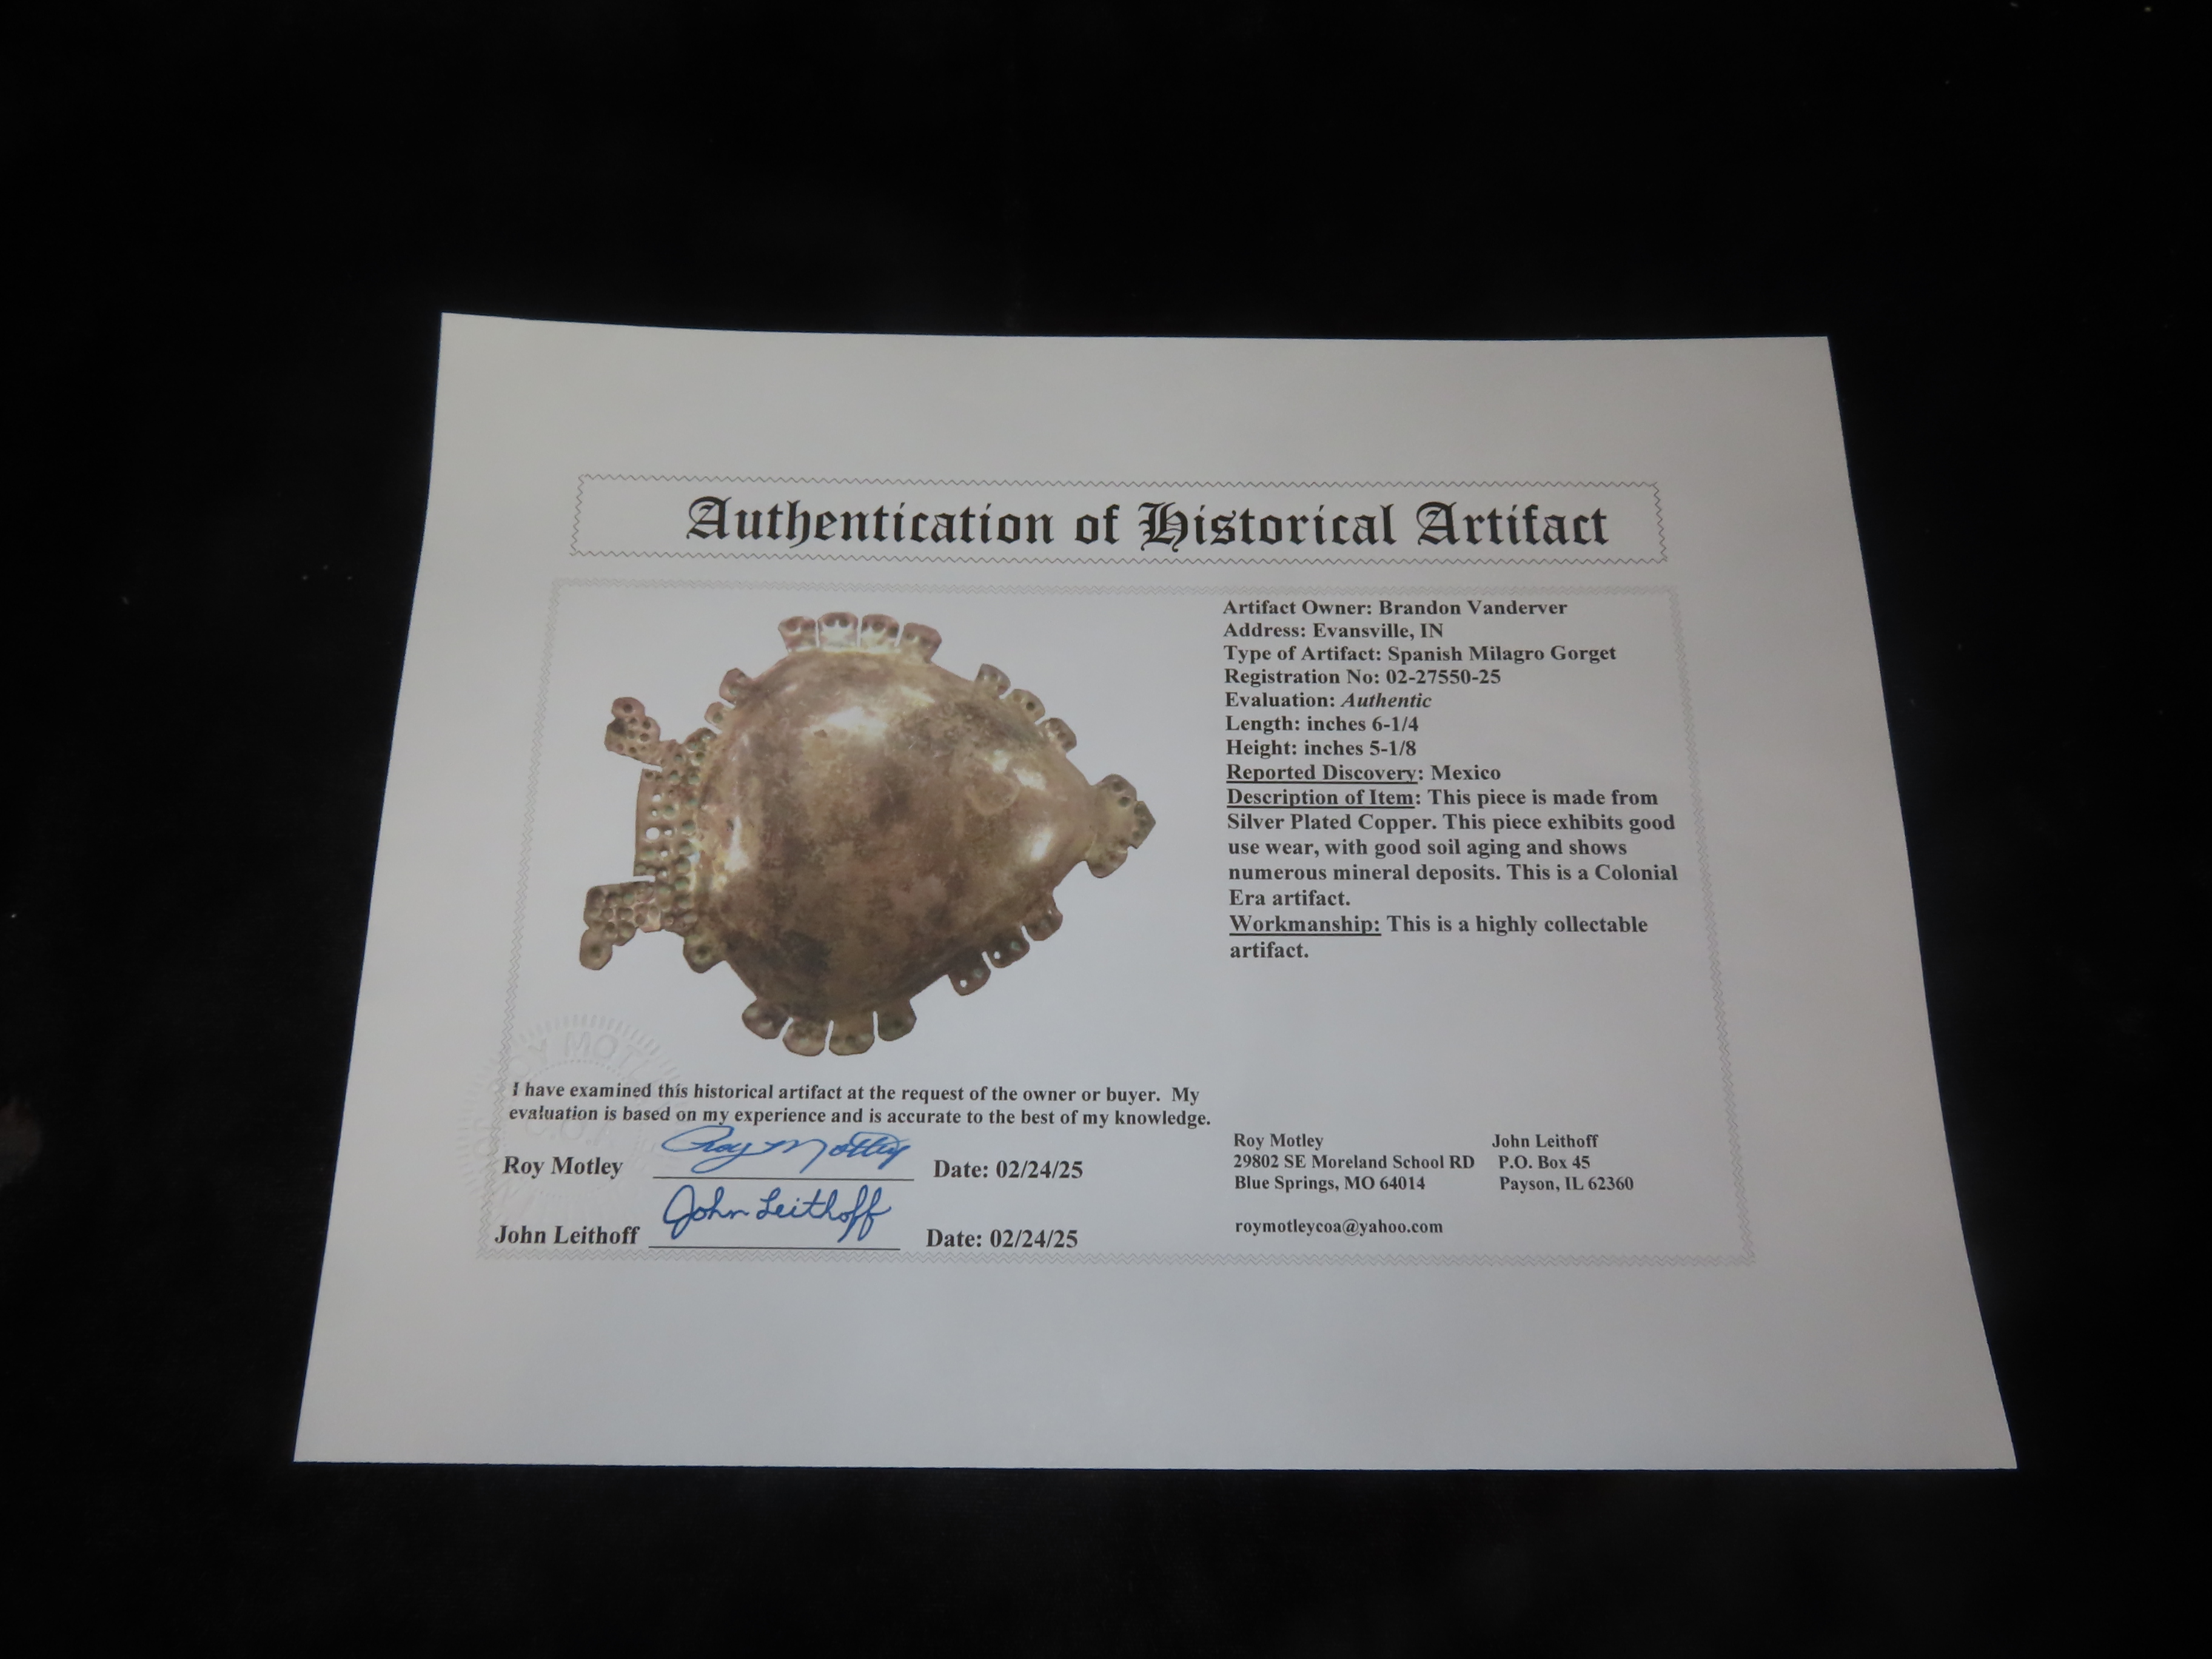 Authentication of Historical Artifact
Artifact Owner: Brandon Vanderver
Address: Evansville, IN
Type of Artifact: Spanish Milagro Gorget
Registration No: 02-27550-25
Evaluation: Authentic
Length: inches 6-1/4
Height: inches 5-1/8
Reported Discovery: Mexico
Description of Item: This piece is made from
Silver Plated Copper. This piece exhibits good
use wear, with good soil aging and shows
numerous mineral deposits. This is a Colonial
Era artifact.
Workmanship: This is a highly collectable
artifact.
I have examined this historical artifact at the request of the owner or buyer. My
evaluation is based on my experience and is accurate to the best of my knowledge.
Roy Motley Roy Motley Date: 02/24/25
John Leithoff John Leithoff Date: 02/24/25
Roy Motley
29802 SE Moreland School RD
Blue Springs, MO 64014
roymotleycoa@yahoo.com
John Leithoff
P.O. Box 45
Payson, IL 62360